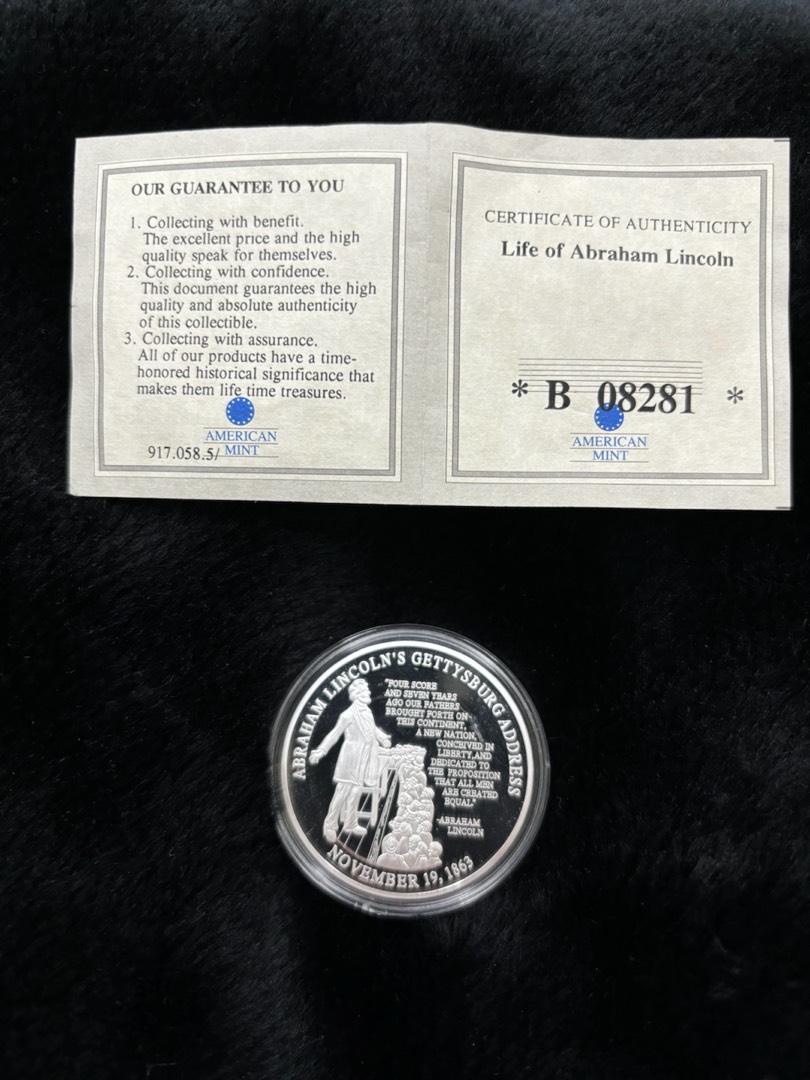 OUR GUARANTEE TO YOU
1. Collecting with benefit.
The excellent price and the high
quality speak for themselves.
2. Collecting with confidence.
This document guarantees the high
quality and absolute authenticity
of this collectible.
3. Collecting with assurance.
All of our products have a time-
honored historical significance that
makes them life time treasures.
AMERICAN
MINT
917.058.5/
CERTIFICATE OF AUTHENTICITY
Life of Abraham Lincoln
* B 08281 *
AMERICAN
MINT
ABRAHAM LINCOLN'S GETTYSBURG ADDRESS
"FOUR SCORE
AND SEVEN YEARS
AGO OUR FATHERS
BROUGHT FORTH ON
THIS CONTINENT,
A NEW NATION,
CONCEIVED IN
LIBERTY, AND
DEDICATED TO
THE PROPOSITION
THAT ALL MEN
ARE CREATED
EQUAL."
-ABRAHAM
LINCOLN
NOVEMBER 19, 1863